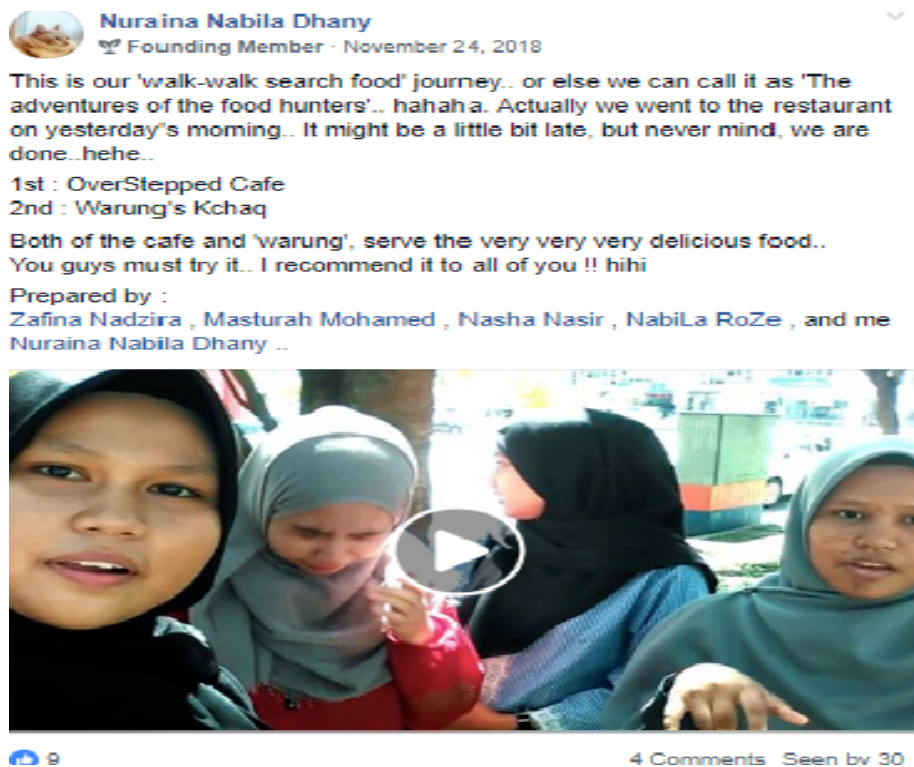 Nuraina Nabila Dhany
Founding Member · November 24, 2018
This is our 'walk-walk search food' journey.. or else we can call it as 'The
adventures of the food hunters'.. hahaha. Actually we went to the restaurant
on yesterday"s morning.. It might be a little bit late, but never mind, we are
done..hehe..
1st : OverStepped Cafe
2nd : Warung's Kchaq
Both of the cafe and 'warung', serve the very very very delicious food..
You guys must try it.. I recommend it to all of you !! hihi
Prepared by :
Zafina Nadzira , Masturah Mohamed , Nasha Nasir , NabiLa RoZe , and me
Nuraina Nabila Dhany ..
9
4 Comments Seen by 30